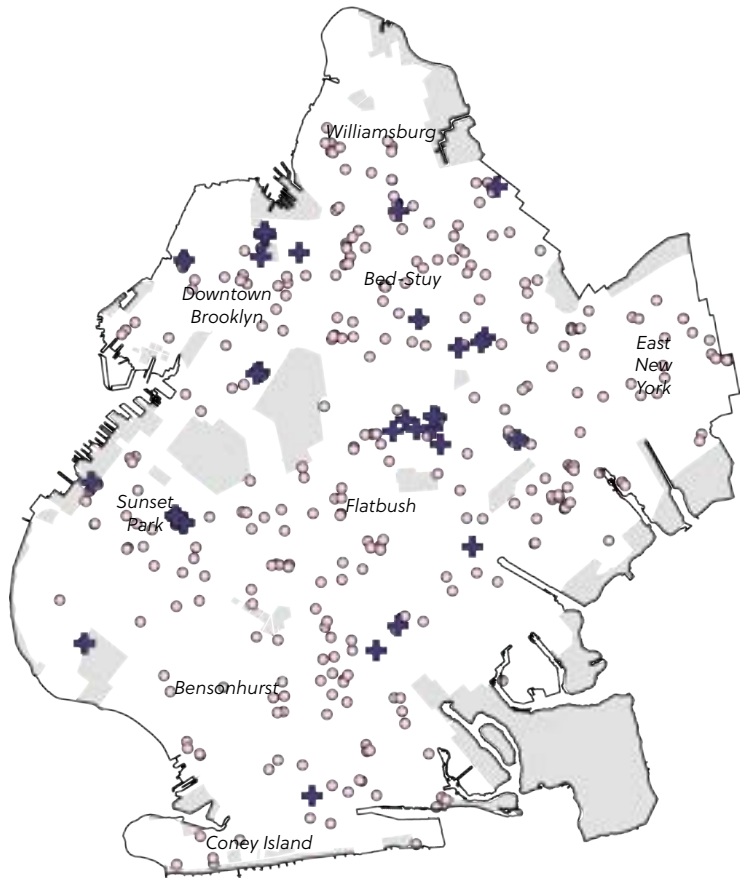 Williamsburg
Bed-Stuy
Downtown
Brooklyn
East
New
York
Sunset
Park
Flatbush
Bensonhurst
Coney Island